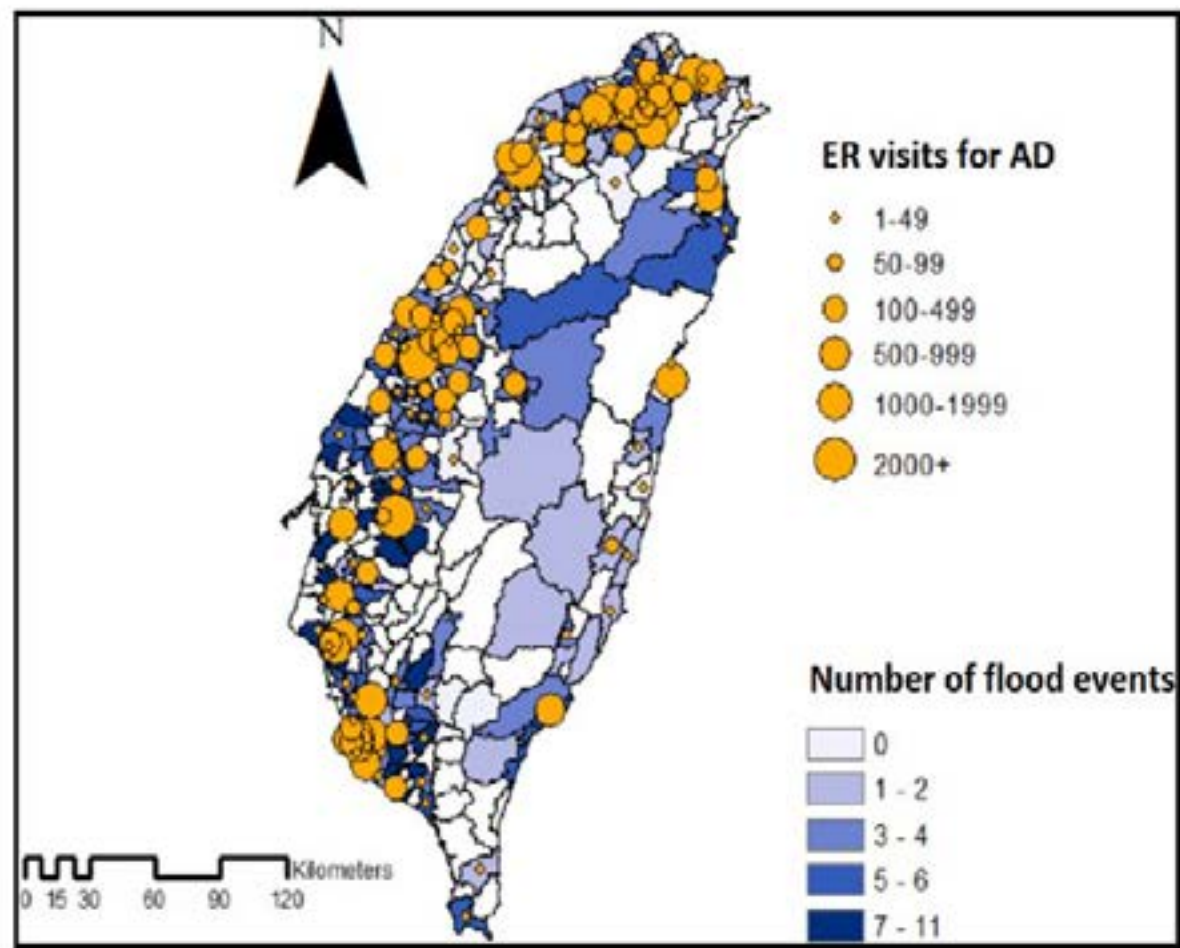 N
ER visits for AD
1-49
50-99
100-499
500-999
1000-1999
2000+
Number of flood events
0
1 - 2
3 - 4
5 - 6
7 - 11
Kilometers
0 15 30 60 90 120